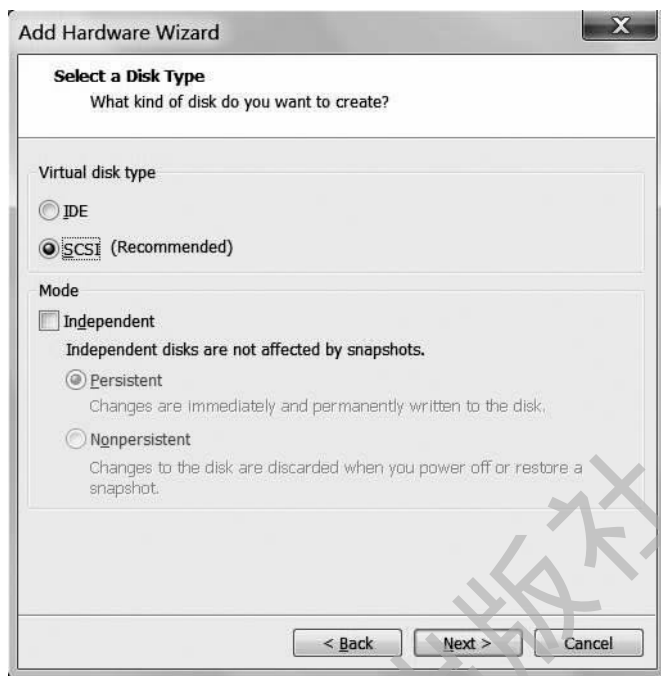 Add Hardware Wizard
Select a Disk Type
What kind of disk do you want to create?
Virtual disk type
IDE
SCSI (Recommended)
Mode
Independent
Independent disks are not affected by snapshots.
Persistent
Changes are immediately and permanently written to the disk.
Nonpersistent
Changes to the disk are discarded when you power off or restore a
snapshot.
< Back Next > Cancel
版社